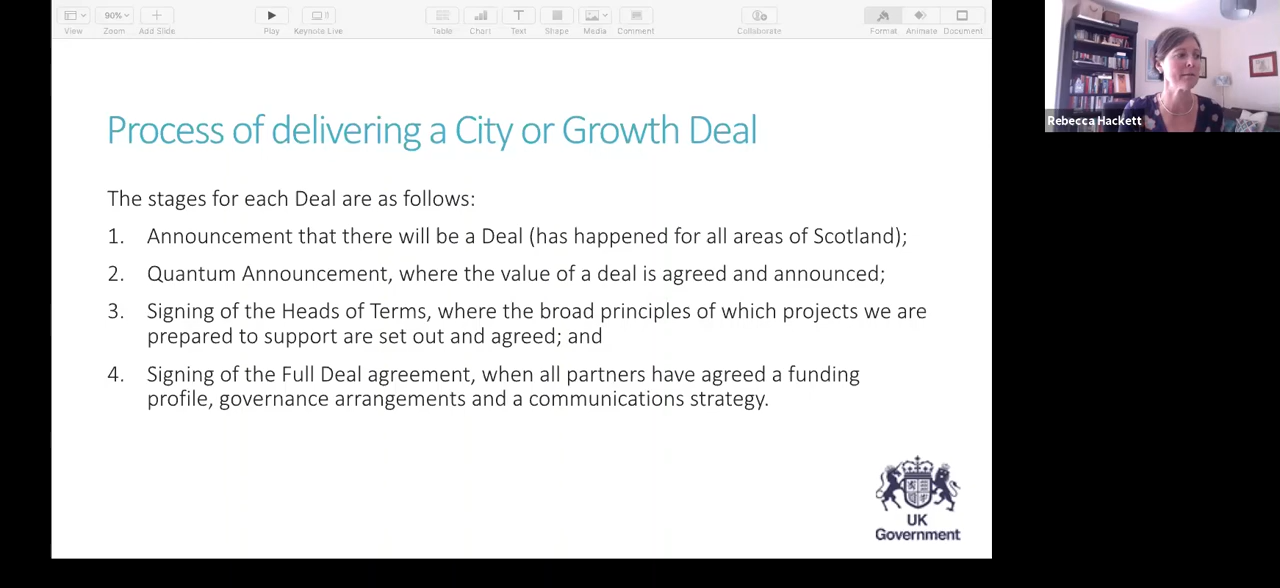 90%
View
Zoom
Add Slide
Play
Keynote Live
Table
Chart
Text
Shape
Media
Comment
Collaborate
Format
Animate
Document
Rebecca Hackett
Process of delivering a City or Growth Deal
The stages for each Deal are as follows:
1. Announcement that there will be a Deal (has happened for all areas of Scotland);
2. Quantum Announcement, where the value of a deal is agreed and announced;
3. Signing of the Heads of Terms, where the broad principles of which projects we are
prepared to support are set out and agreed; and
4. Signing of the Full Deal agreement, when all partners have agreed a funding
profile, governance arrangements and a communications strategy.
UK
Government